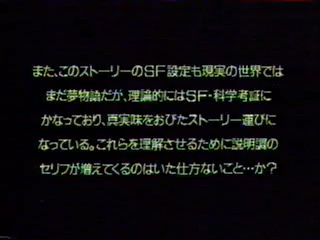 また、このストーリーのSF設定も現実の世界では
まだ夢物語だが、理論的にはSF・科学考証に
かなっており、真実味をおびたストーリー運びに
なっている。これらを理解させるために説明調の
セリフが増えてくるのはいた仕方ないこと…か?